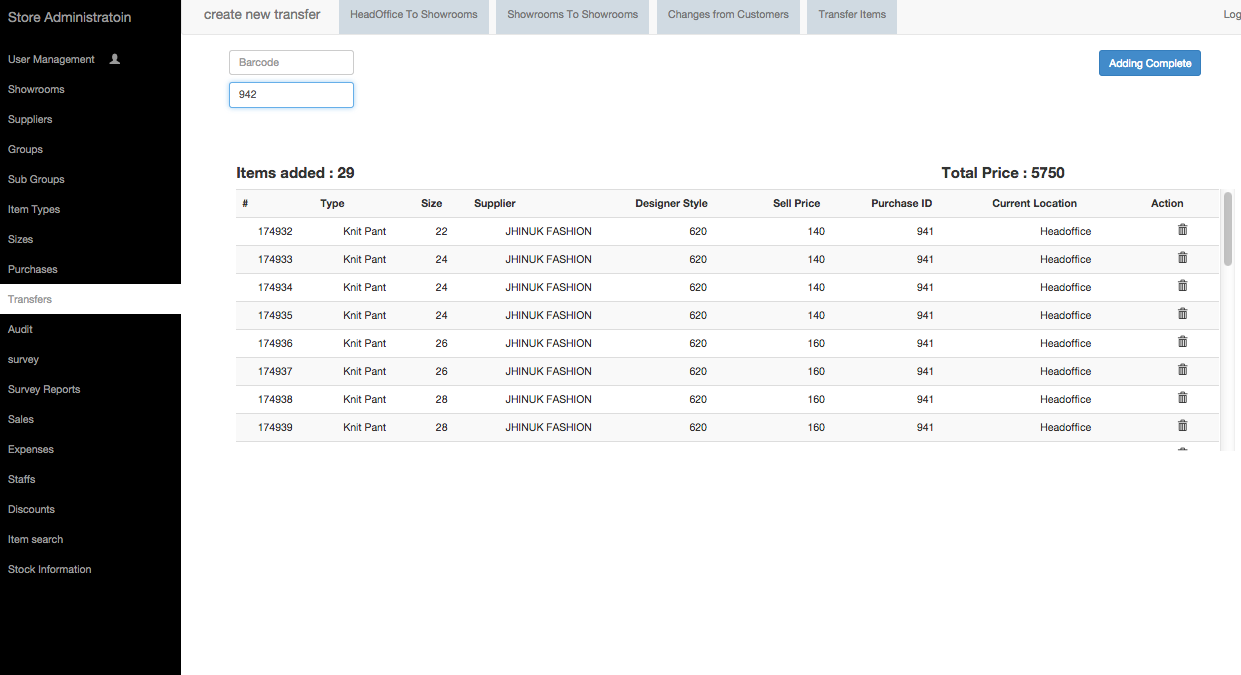 Store Administratoin
User Management
Showrooms
Suppliers
Groups
Sub Groups
Item Types
Sizes
Purchases
Transfers
Audit
survey
Survey Reports
Sales
Expenses
Staffs
Discounts
Item search
Stock Information
create new transfer HeadOffice To Showrooms Showrooms To Showrooms Changes from Customers Transfer Items Log
Barcode Adding Complete
942
Items added : 29 Total Price : 5750
# Type Size Supplier Designer Style Sell Price Purchase ID Current Location Action
174932 Knit Pant 22 JHINUK FASHION 620 140 941 Headoffice
174933 Knit Pant 24 JHINUK FASHION 620 140 941 Headoffice
174934 Knit Pant 24 JHINUK FASHION 620 140 941 Headoffice
174935 Knit Pant 24 JHINUK FASHION 620 140 941 Headoffice
174936 Knit Pant 26 JHINUK FASHION 620 160 941 Headoffice
174937 Knit Pant 26 JHINUK FASHION 620 160 941 Headoffice
174938 Knit Pant 28 JHINUK FASHION 620 160 941 Headoffice
174939 Knit Pant 28 JHINUK FASHION 620 160 941 Headoffice